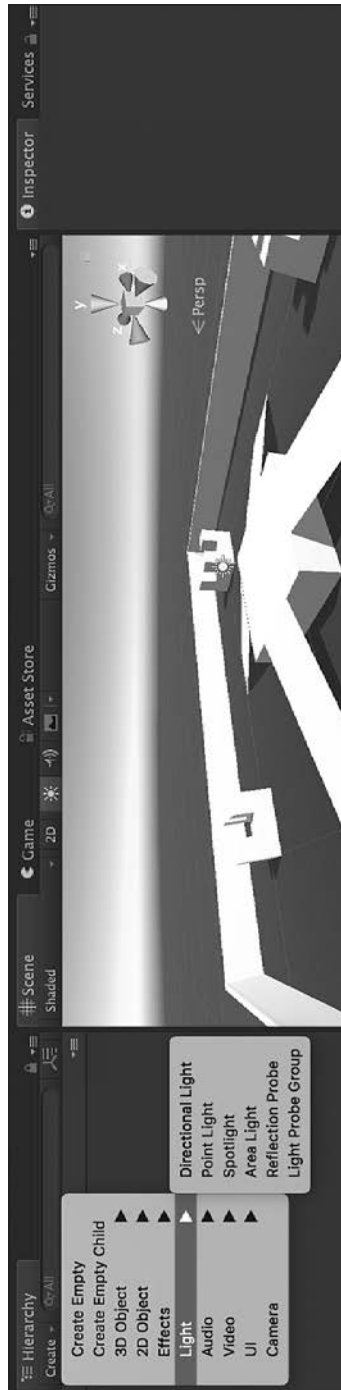 Hierarchy
Create
All
Scene
Game
Asset Store
Shaded
2D
Gizmos
All
Inspector
Services
Create Empty
Create Empty Child
3D Object
2D Object
Effects
Light
Audio
Video
UI
Camera
Directional Light
Point Light
Spotlight
Area Light
Reflection Probe
Light Probe Group
y
x
z
Persp